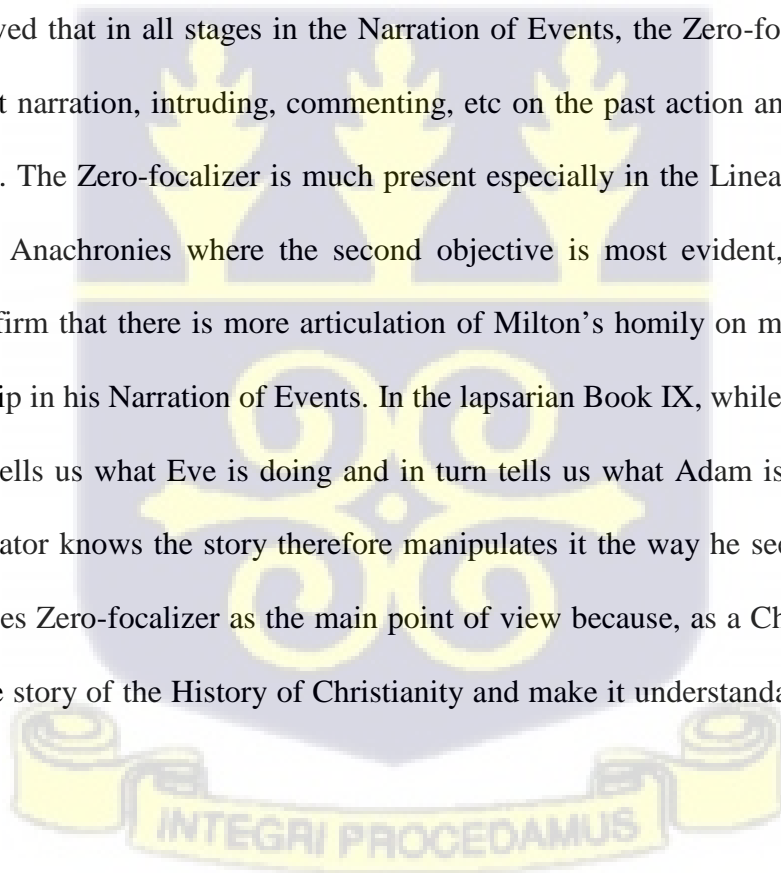 ved that in all stages in the Narration of Events, the Zero-fo
t narration, intruding, commenting, etc on the past action an
. The Zero-focalizer is much present especially in the Linea
Anachronies where the second objective is most evident,
firm that there is more articulation of Milton’s homily on m
ip in his Narration of Events. In the lapsarian Book IX, while
ells us what Eve is doing and in turn tells us what Adam is
ator knows the story therefore manipulates it the way he see
es Zero-focalizer as the main point of view because, as a Ch
e story of the History of Christianity and make it understanda
INTEGRI PROCEDAMUS